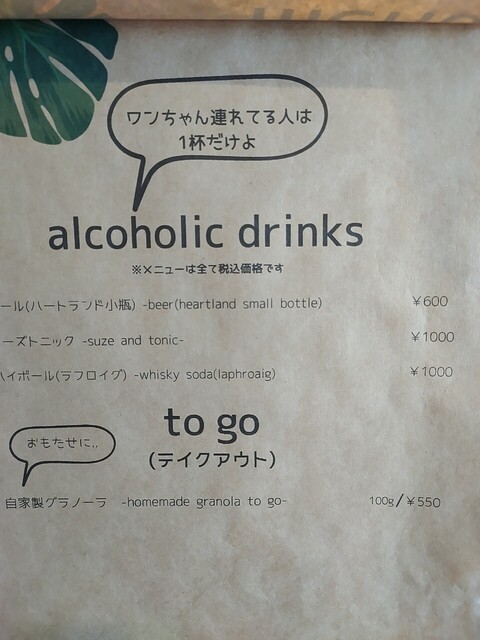 ワンちゃん連れてる人は
1杯だけよ
alcoholic drinks
※メニューは全て税込価格です
ール(ハートランド小瓶) -beer(heartland small bottle) ¥600
ーズトニック -suze and tonic- ¥1000
ハイボール(ラフロイグ) -whisky soda(laphroaig) ¥1000
to go
(テイクアウト)
おもたせに,,
自家製グラノーラ -homemade granola to go- 100g/¥550